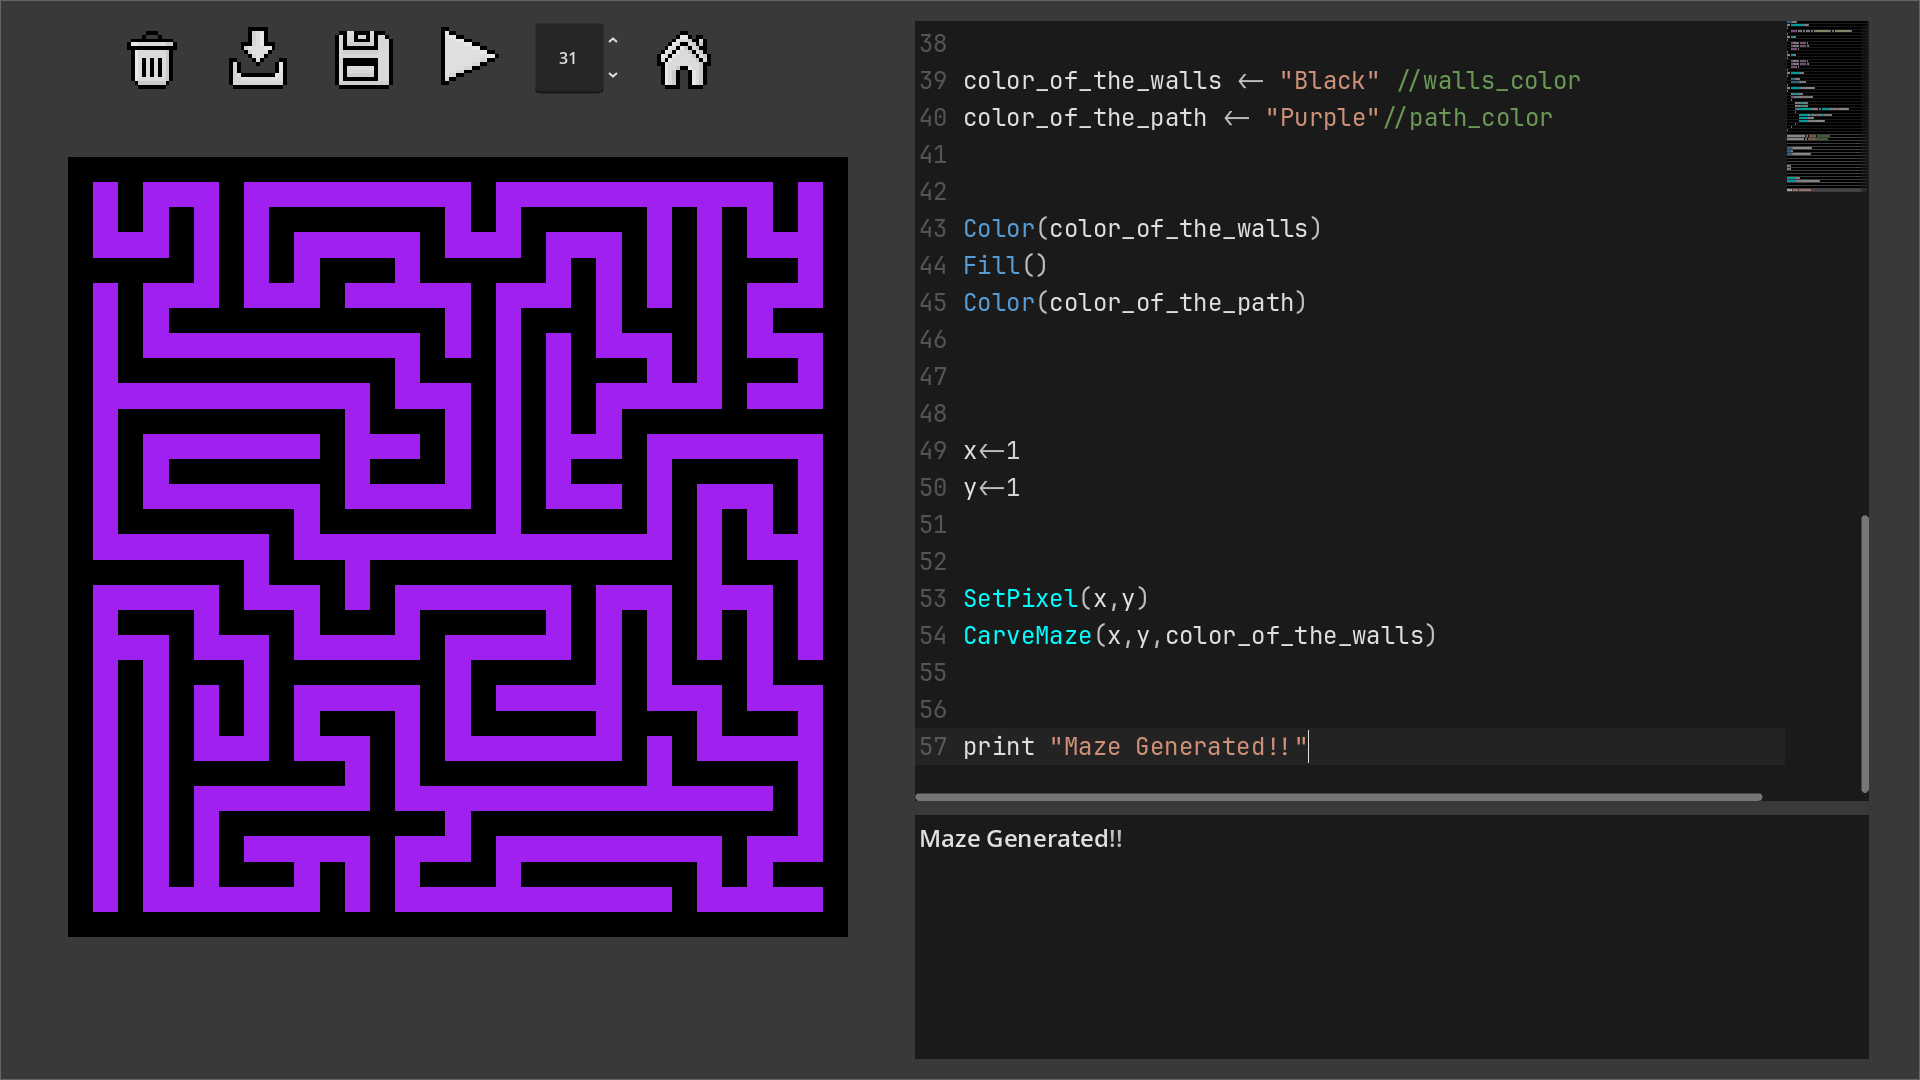 31
38
39 color_of_the_walls <- "Black" //walls_color
40 color_of_the_path <- "Purple"//path_color
41
42
43 Color(color_of_the_walls)
44 Fill()
45 Color(color_of_the_path)
46
47
48
49 x<-1
50 y<-1
51
52
53 SetPixel(x,y)
54 CarveMaze(x,y,color_of_the_walls)
55
56
57 print "Maze Generated!!"
Maze Generated!!